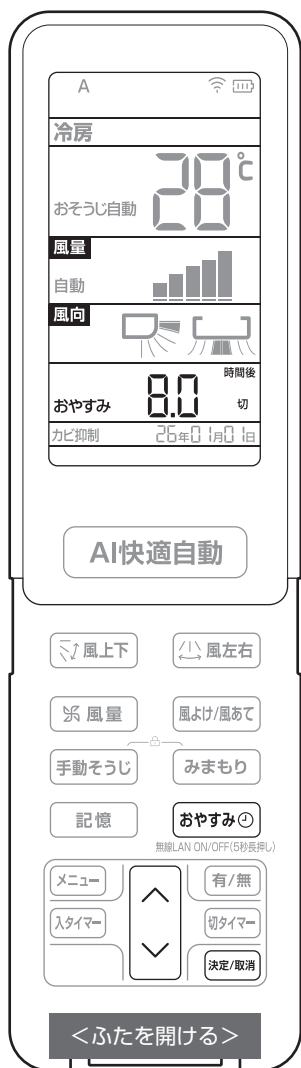 A
冷房
28℃
おそうじ自動
風量
自動
風向
時間後
おやすみ 8.0 切
カビ抑制 26年01月01日
AI快適自動
風上下 風左右
風量 風よけ/風あて
手動そうじ みまもり
記憶 おやすみ
無線LAN ON/OFF(5秒長押し)
メニュー 有/無
入タイマー 切タイマー
決定/取消
＜ふたを開ける＞